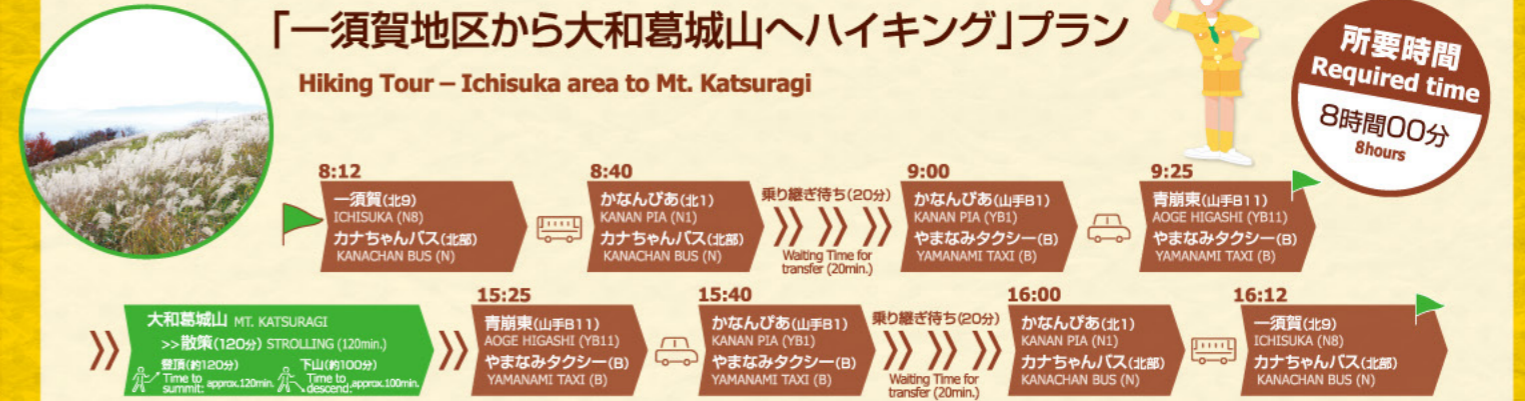 「一須賀地区から大和葛城山へハイキング」プラン
Hiking Tour – Ichisuka area to Mt. Katsuragi
所要時間
Required time
8時間00分
8hours
8:12
一須賀(北9)
ICHISUKA (N8)
カナちゃんバス(北部)
KANACHAN BUS (N)
8:40
かなんぴあ(北1)
KANAN PIA (N1)
カナちゃんバス(北部)
KANACHAN BUS (N)
乗り継ぎ待ち(20分)
Waiting Time for
transfer (20min.)
9:00
かなんぴあ(山手B1)
KANAN PIA (YB1)
やまなみタクシー(B)
YAMANAMI TAXI (B)
9:25
青崩東(山手B11)
AOGE HIGASHI (YB11)
やまなみタクシー(B)
YAMANAMI TAXI (B)
大和葛城山 MT. KATSURAGI
>>散策(120分) STROLLING (120min.)
登頂(約120分)
Time to
summit: approx.120min.
下山(約100分)
Time to
descend: approx.100min.
15:25
青崩東(山手B11)
AOGE HIGASHI (YB11)
やまなみタクシー(B)
YAMANAMI TAXI (B)
15:40
かなんぴあ(山手B1)
KANAN PIA (YB1)
やまなみタクシー(B)
YAMANAMI TAXI (B)
乗り継ぎ待ち(20分)
Waiting Time for
transfer (20min.)
16:00
かなんぴあ(北1)
KANAN PIA (N1)
カナちゃんバス(北部)
KANACHAN BUS (N)
16:12
一須賀(北9)
ICHISUKA (N8)
カナちゃんバス(北部)
KANACHAN BUS (N)